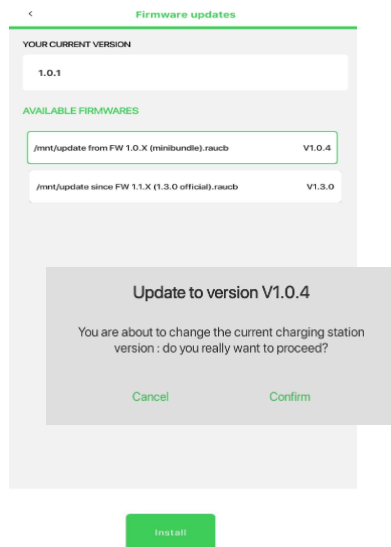 Firmware updates
YOUR CURRENT VERSION
1.0.1
AVAILABLE FIRMWARES
/mnt/update from FW 1.0.X (minibundle).raucb V1.0.4
/mnt/update since FW 1.1.X (1.3.0 official).raucb V1.3.0
Update to version V1.0.4
You are about to change the current charging station
version : do you really want to proceed?
Cancel Confirm
Install